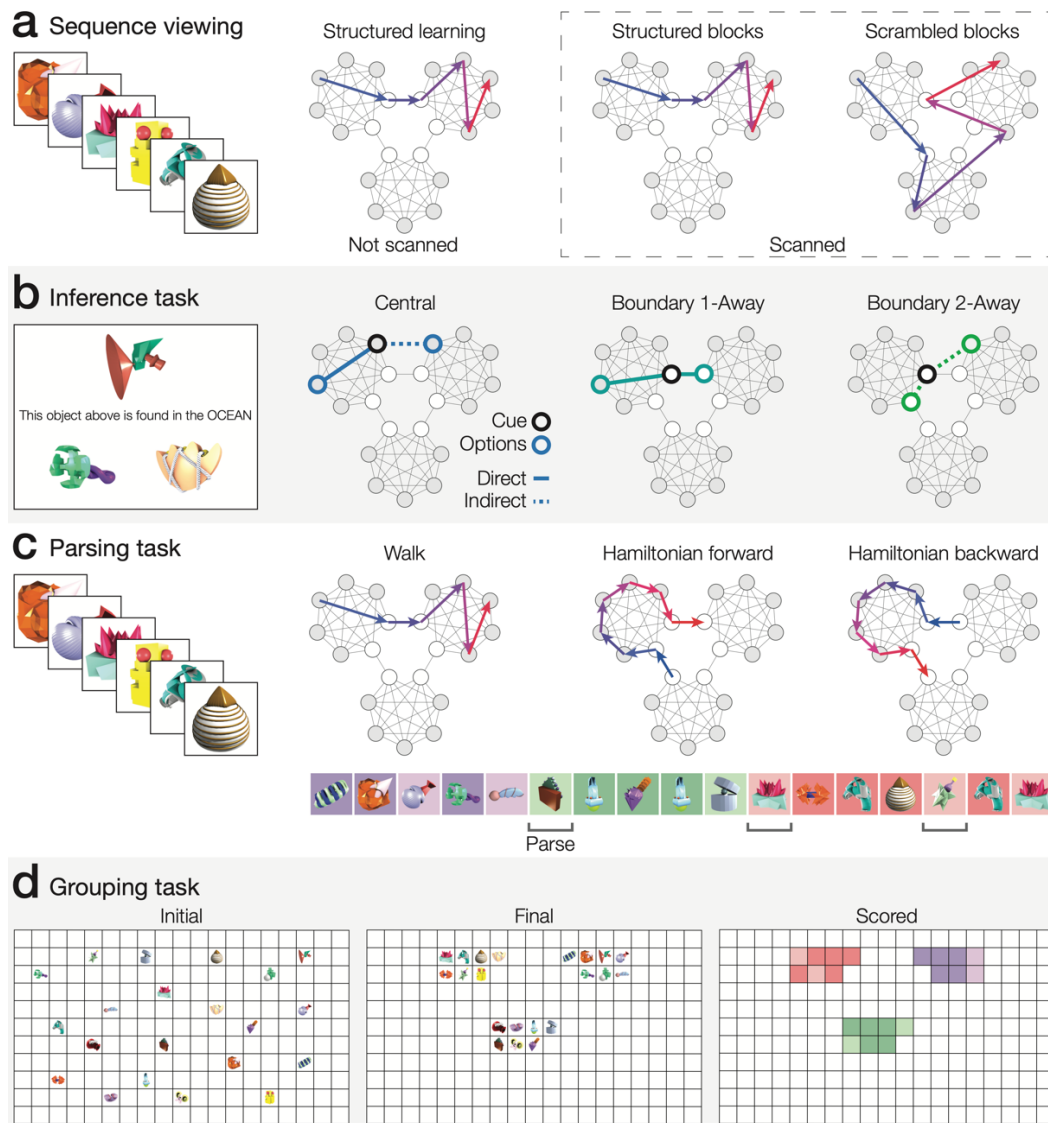 a Sequence viewing
Structured learning
Structured blocks
Scrambled blocks
Not scanned
Scanned
b Inference task
Central
Boundary 1-Away
Boundary 2-Away
This object above is found in the OCEAN
Cue
Options
Direct
Indirect
c Parsing task
Walk
Hamiltonian forward
Hamiltonian backward
Parse
d Grouping task
Initial
Final
Scored